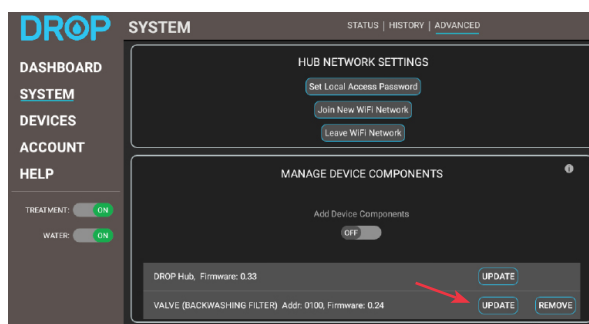 DROP
SYSTEM
STATUS | HISTORY | ADVANCED
DASHBOARD
SYSTEM
DEVICES
ACCOUNT
HELP
TREATMENT: ON
WATER: ON
HUB NETWORK SETTINGS
Set Local Access Password
Join New WiFi Network
Leave WiFi Network
MANAGE DEVICE COMPONENTS
Add Device Components
OFF
DROP Hub, Firmware: 0.33 UPDATE
VALVE (BACKWASHING FILTER) Addr: 0100, Firmware: 0.24 UPDATE REMOVE